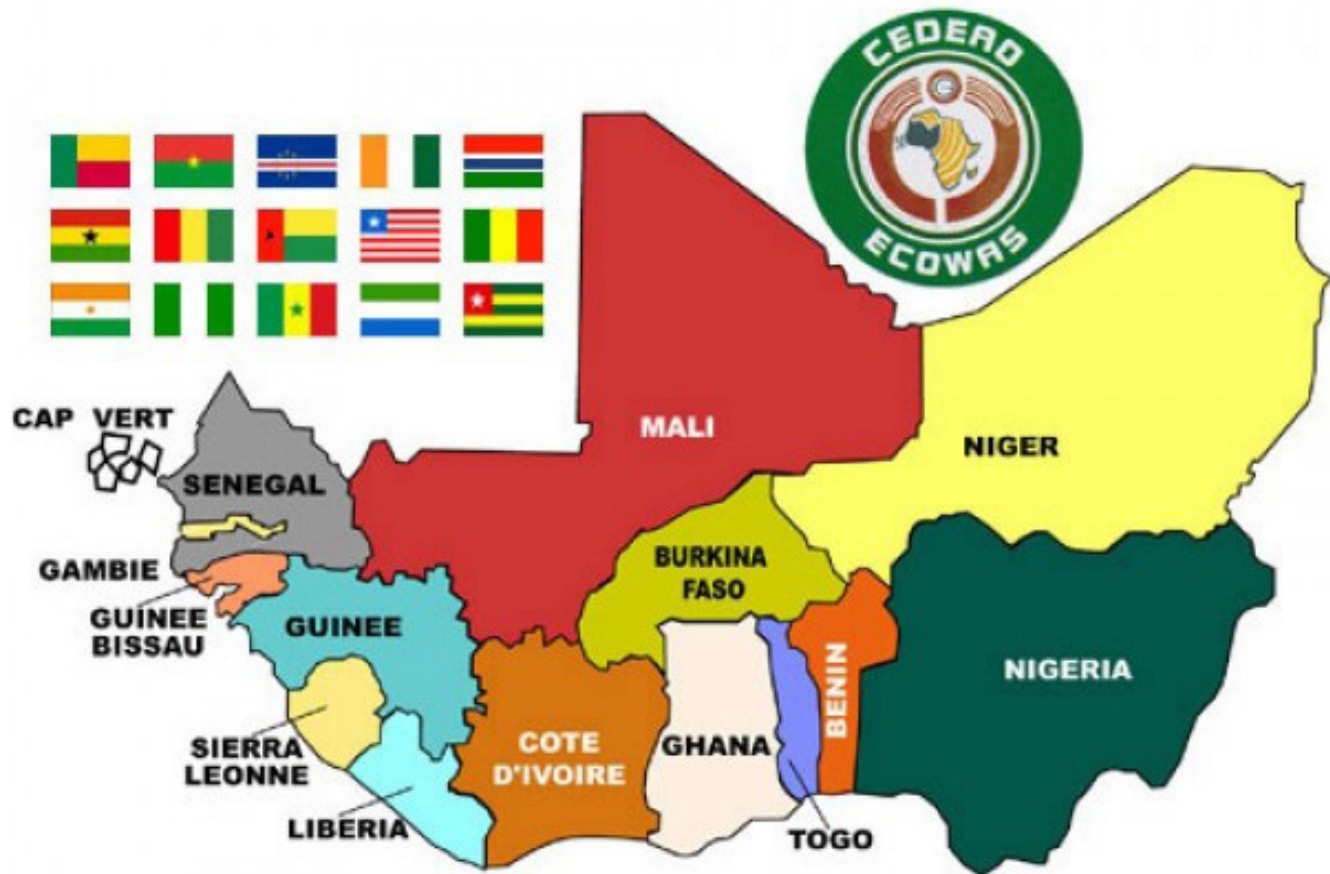 CEDEAO
ECOWAS
CAP VERT
MALI
NIGER
SENEGAL
BURKINA
FASO
GAMBIE
GUINEE
BISSAU
GUINEE
NIGERIA
BENIN
SIERRA
LEONNE
COTE
D'IVOIRE
GHANA
LIBERIA
TOGO